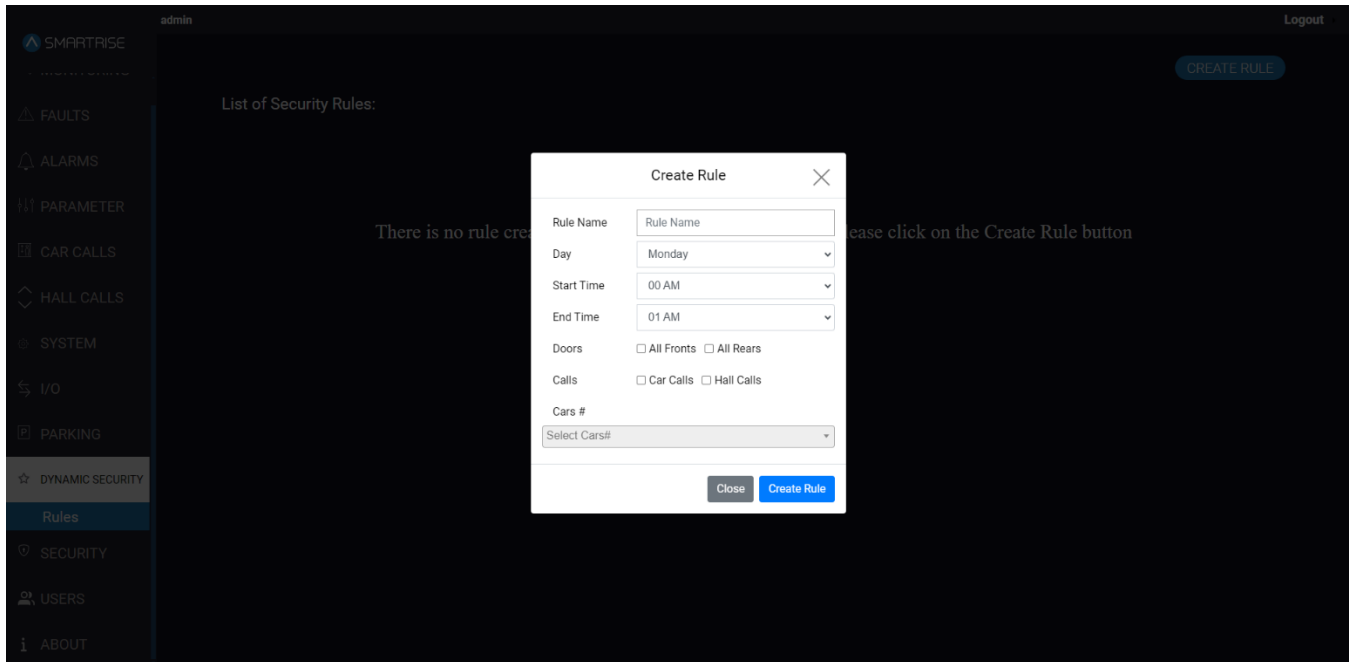 admin
Logout
SMARTRISE
MONITORING
CREATE RULE
List of Security Rules:
FAULTS
ALARMS
PARAMETER
CAR CALLS
HALL CALLS
SYSTEM
I/O
PARKING
DYNAMIC SECURITY
Rules
SECURITY
USERS
ABOUT
There is no rule crea
ease click on the Create Rule button
Create Rule
Rule Name Rule Name
Day Monday
Start Time 00 AM
End Time 01 AM
Doors All Fronts All Rears
Calls Car Calls Hall Calls
Cars #
Select Cars#
Close Create Rule